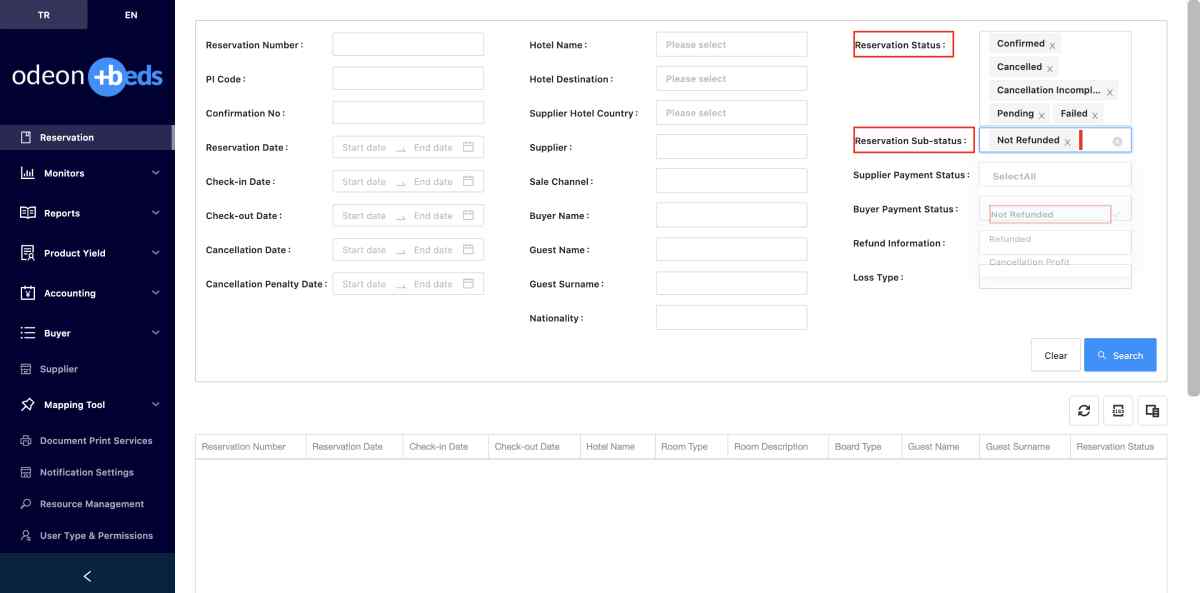 TR
EN
odeon +beds
Reservation
Monitors
Reports
Product Yield
Accounting
Buyer
Supplier
Mapping Tool
Document Print Services
Notification Settings
Resource Management
User Type & Permissions
Reservation Number :
PI Code :
Confirmation No :
Reservation Date : Start date End date
Check-in Date : Start date End date
Check-out Date : Start date End date
Cancellation Date : Start date End date
Cancellation Penalty Date : Start date End date
Hotel Name : Please select
Hotel Destination : Please select
Supplier Hotel Country : Please select
Supplier :
Sale Channel :
Buyer Name :
Guest Name :
Guest Surname :
Nationality :
Reservation Status : Confirmed x
Cancelled x
Cancellation Incompl... x
Pending x Failed x
Reservation Sub-status : Not Refunded x
Supplier Payment Status : SelectAll
Buyer Payment Status : Not Refunded
Refund Information : Refunded
Cancellation Profit
Loss Type :
Clear Search
Reservation Number Reservation Date Check-in Date Check-out Date Hotel Name Room Type Room Description Board Type Guest Name Guest Surname Reservation Status